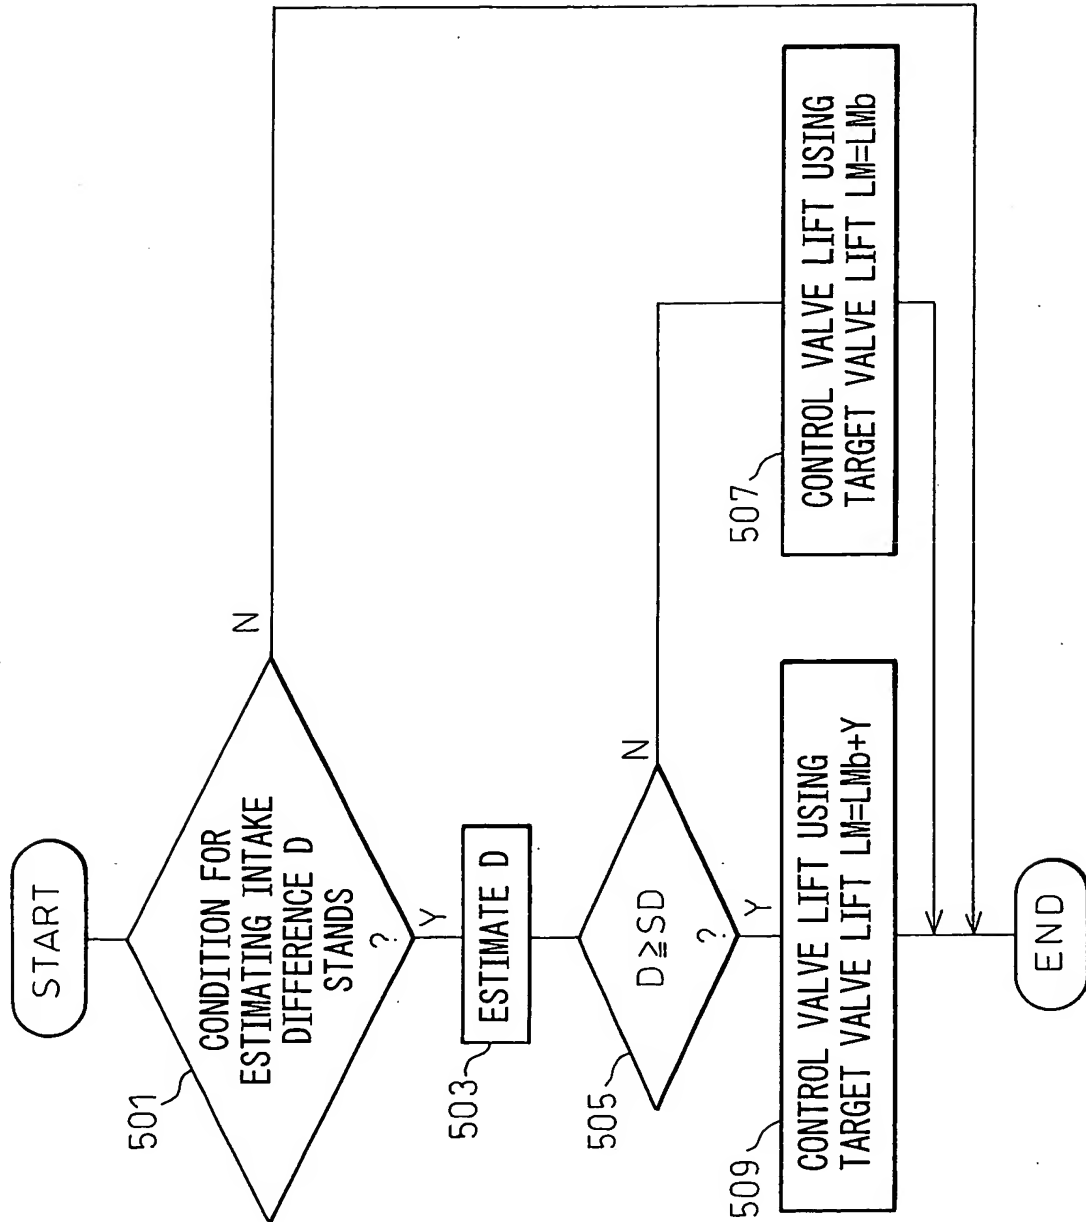 START
501
CONDITION FOR
ESTIMATING INTAKE
DIFFERENCE D
STANDS
?
N
Y
503
ESTIMATE D
505
D≧SD
?
N
Y
507
CONTROL VALVE LIFT USING
TARGET VALVE LIFT LM=LMb
509
CONTROL VALVE LIFT USING
TARGET VALVE LIFT LM=LMb+Y
END